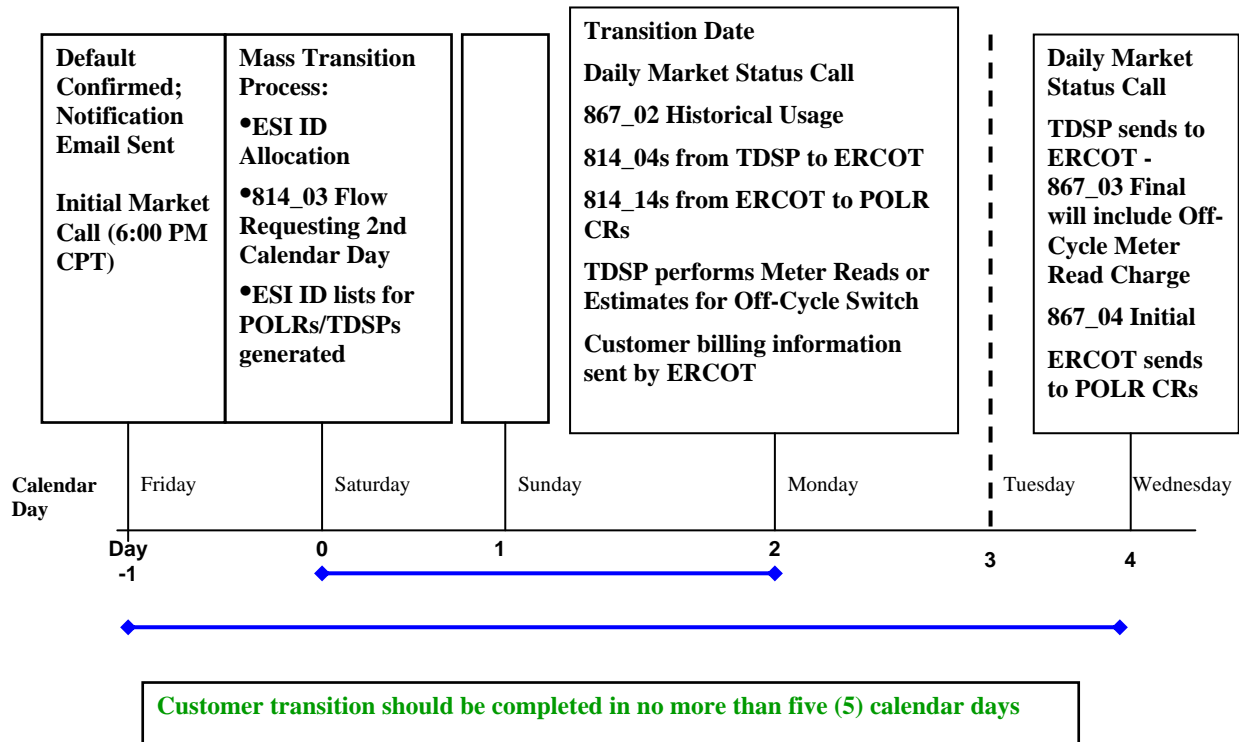 Default
Confirmed;
Notification
Email Sent
Initial Market
Call (6:00 PM
CPT)
Mass Transition
Process:
•ESI ID
Allocation
•814_03 Flow
Requesting 2nd
Calendar Day
•ESI ID lists for
POLRs/TDSPs
generated
Transition Date
Daily Market Status Call
867_02 Historical Usage
814_04s from TDSP to ERCOT
814_14s from ERCOT to POLR
CRs
TDSP performs Meter Reads or
Estimates for Off-Cycle Switch
Customer billing information
sent by ERCOT
Daily Market
Status Call
TDSP sends to
ERCOT -
867_03 Final
will include Off-
Cycle Meter
Read Charge
867_04 Initial
ERCOT sends
to POLR CRs
Calendar
Day
Friday
Saturday
Sunday
Monday
Tuesday
Wednesday
Day
-1
0
1
2
3
4
Customer transition should be completed in no more than five (5) calendar days